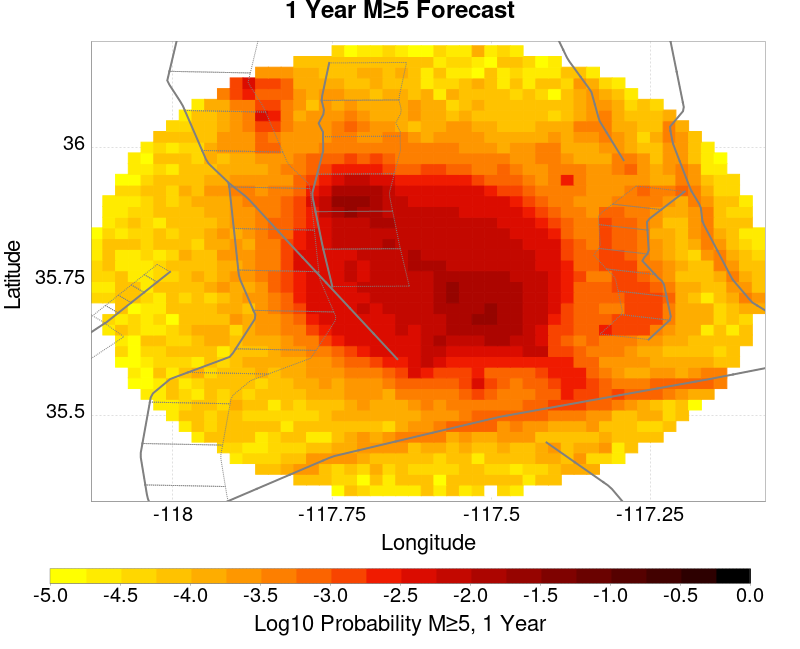 1 Year M≥5 Forecast
36
35.75
35.5
Latitude
-118 -117.75 -117.5 -117.25
Longitude
-5.0 -4.5 -4.0 -3.5 -3.0 -2.5 -2.0 -1.5 -1.0 -0.5 0.0
Log10 Probability M≥5, 1 Year